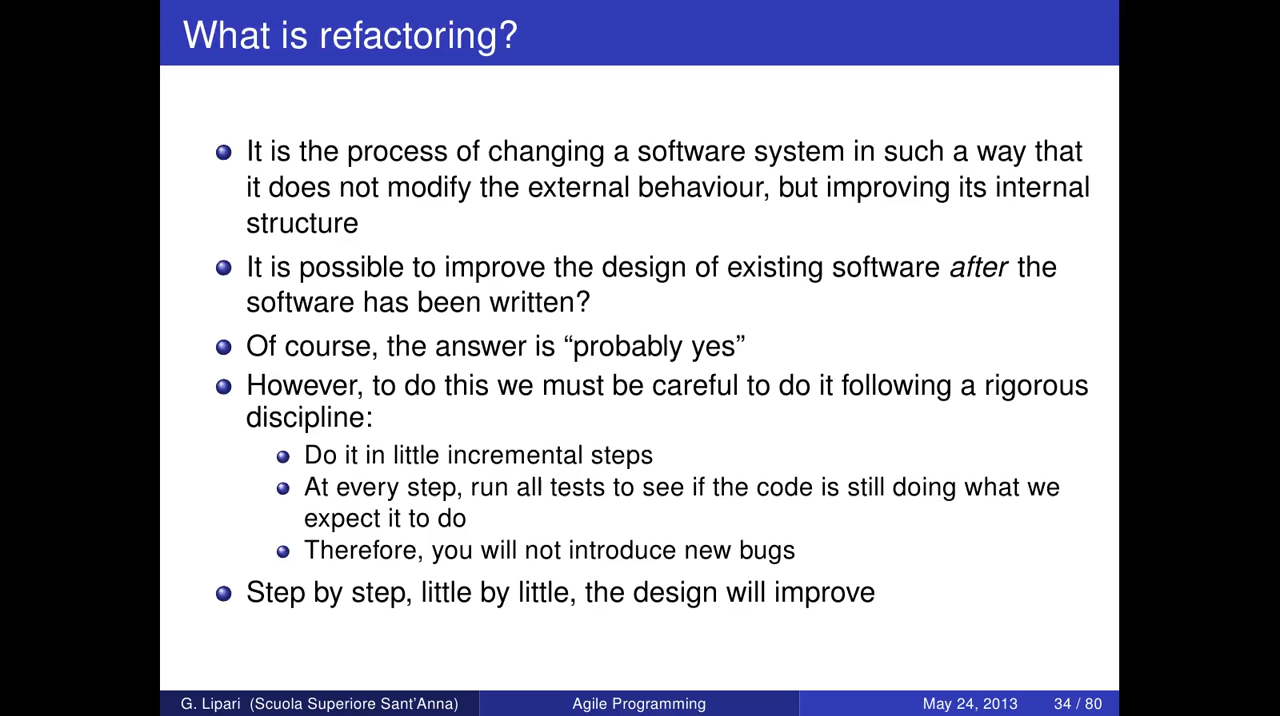 What is refactoring?
It is the process of changing a software system in such a way that
it does not modify the external behaviour, but improving its internal
structure
It is possible to improve the design of existing software after the
software has been written?
Of course, the answer is “probably yes”
However, to do this we must be careful to do it following a rigorous
discipline:
Do it in little incremental steps
At every step, run all tests to see if the code is still doing what we
expect it to do
Therefore, you will not introduce new bugs
Step by step, little by little, the design will improve
G. Lipari (Scuola Superiore Sant’Anna) Agile Programming May 24, 2013 34 / 80